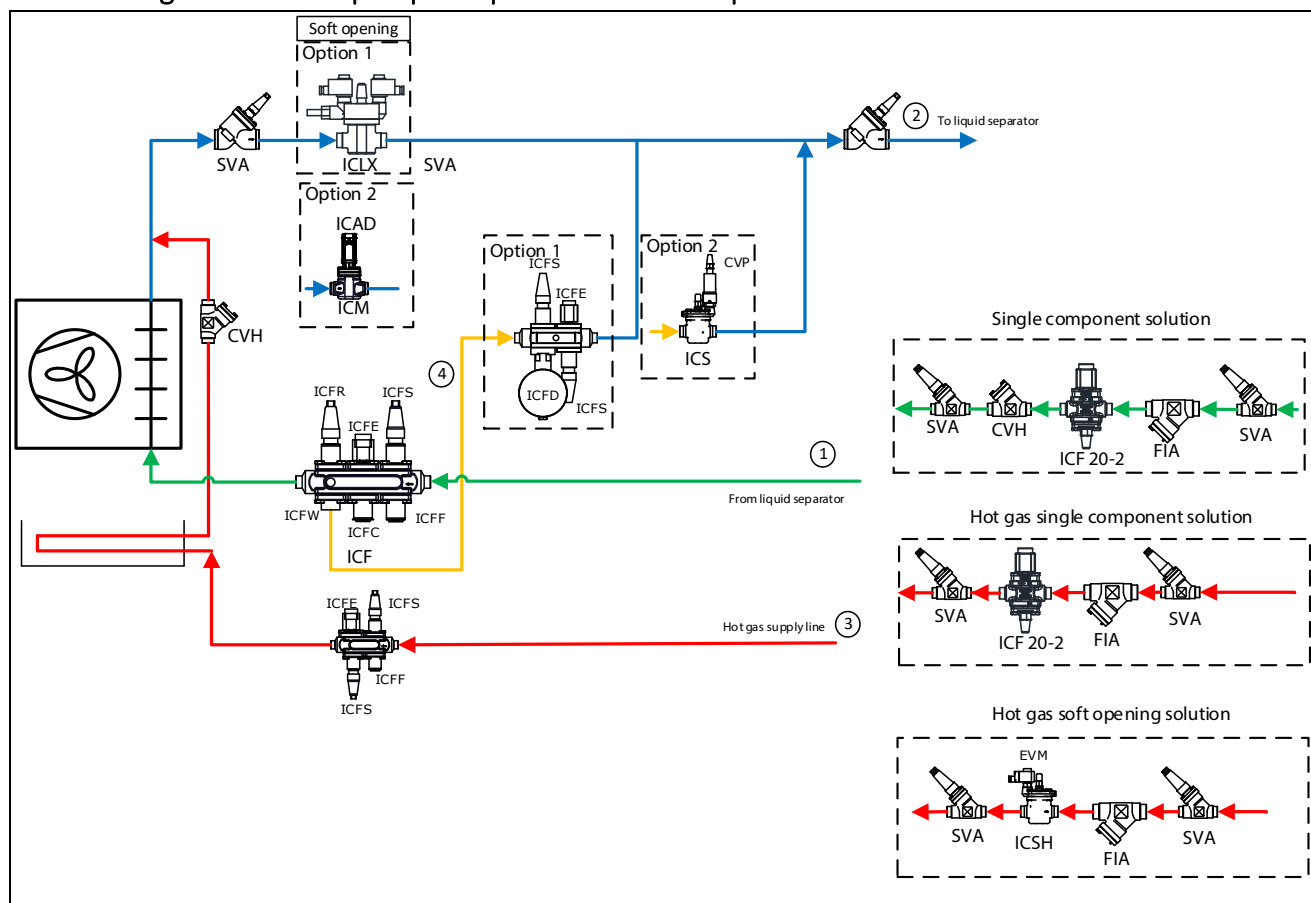 Soft opening
Option 1
ICLX
SVA
SVA
2
To liquid separator
Option 2
ICAD
ICM
Option 1
ICFS
ICFE
ICFD
ICFS
Option 2
CVP
ICS
CVH
4
ICFR
ICFS
ICFE
ICFW
ICFC
ICFF
ICF
1
From liquid separator
ICFE
ICFS
ICFF
ICFS
Hot gas supply line
3
Single component solution
SVA
CVH
ICF 20-2
FIA
SVA
Hot gas single component solution
SVA
ICF 20-2
FIA
SVA
Hot gas soft opening solution
EVM
SVA
ICSH
FIA
SVA